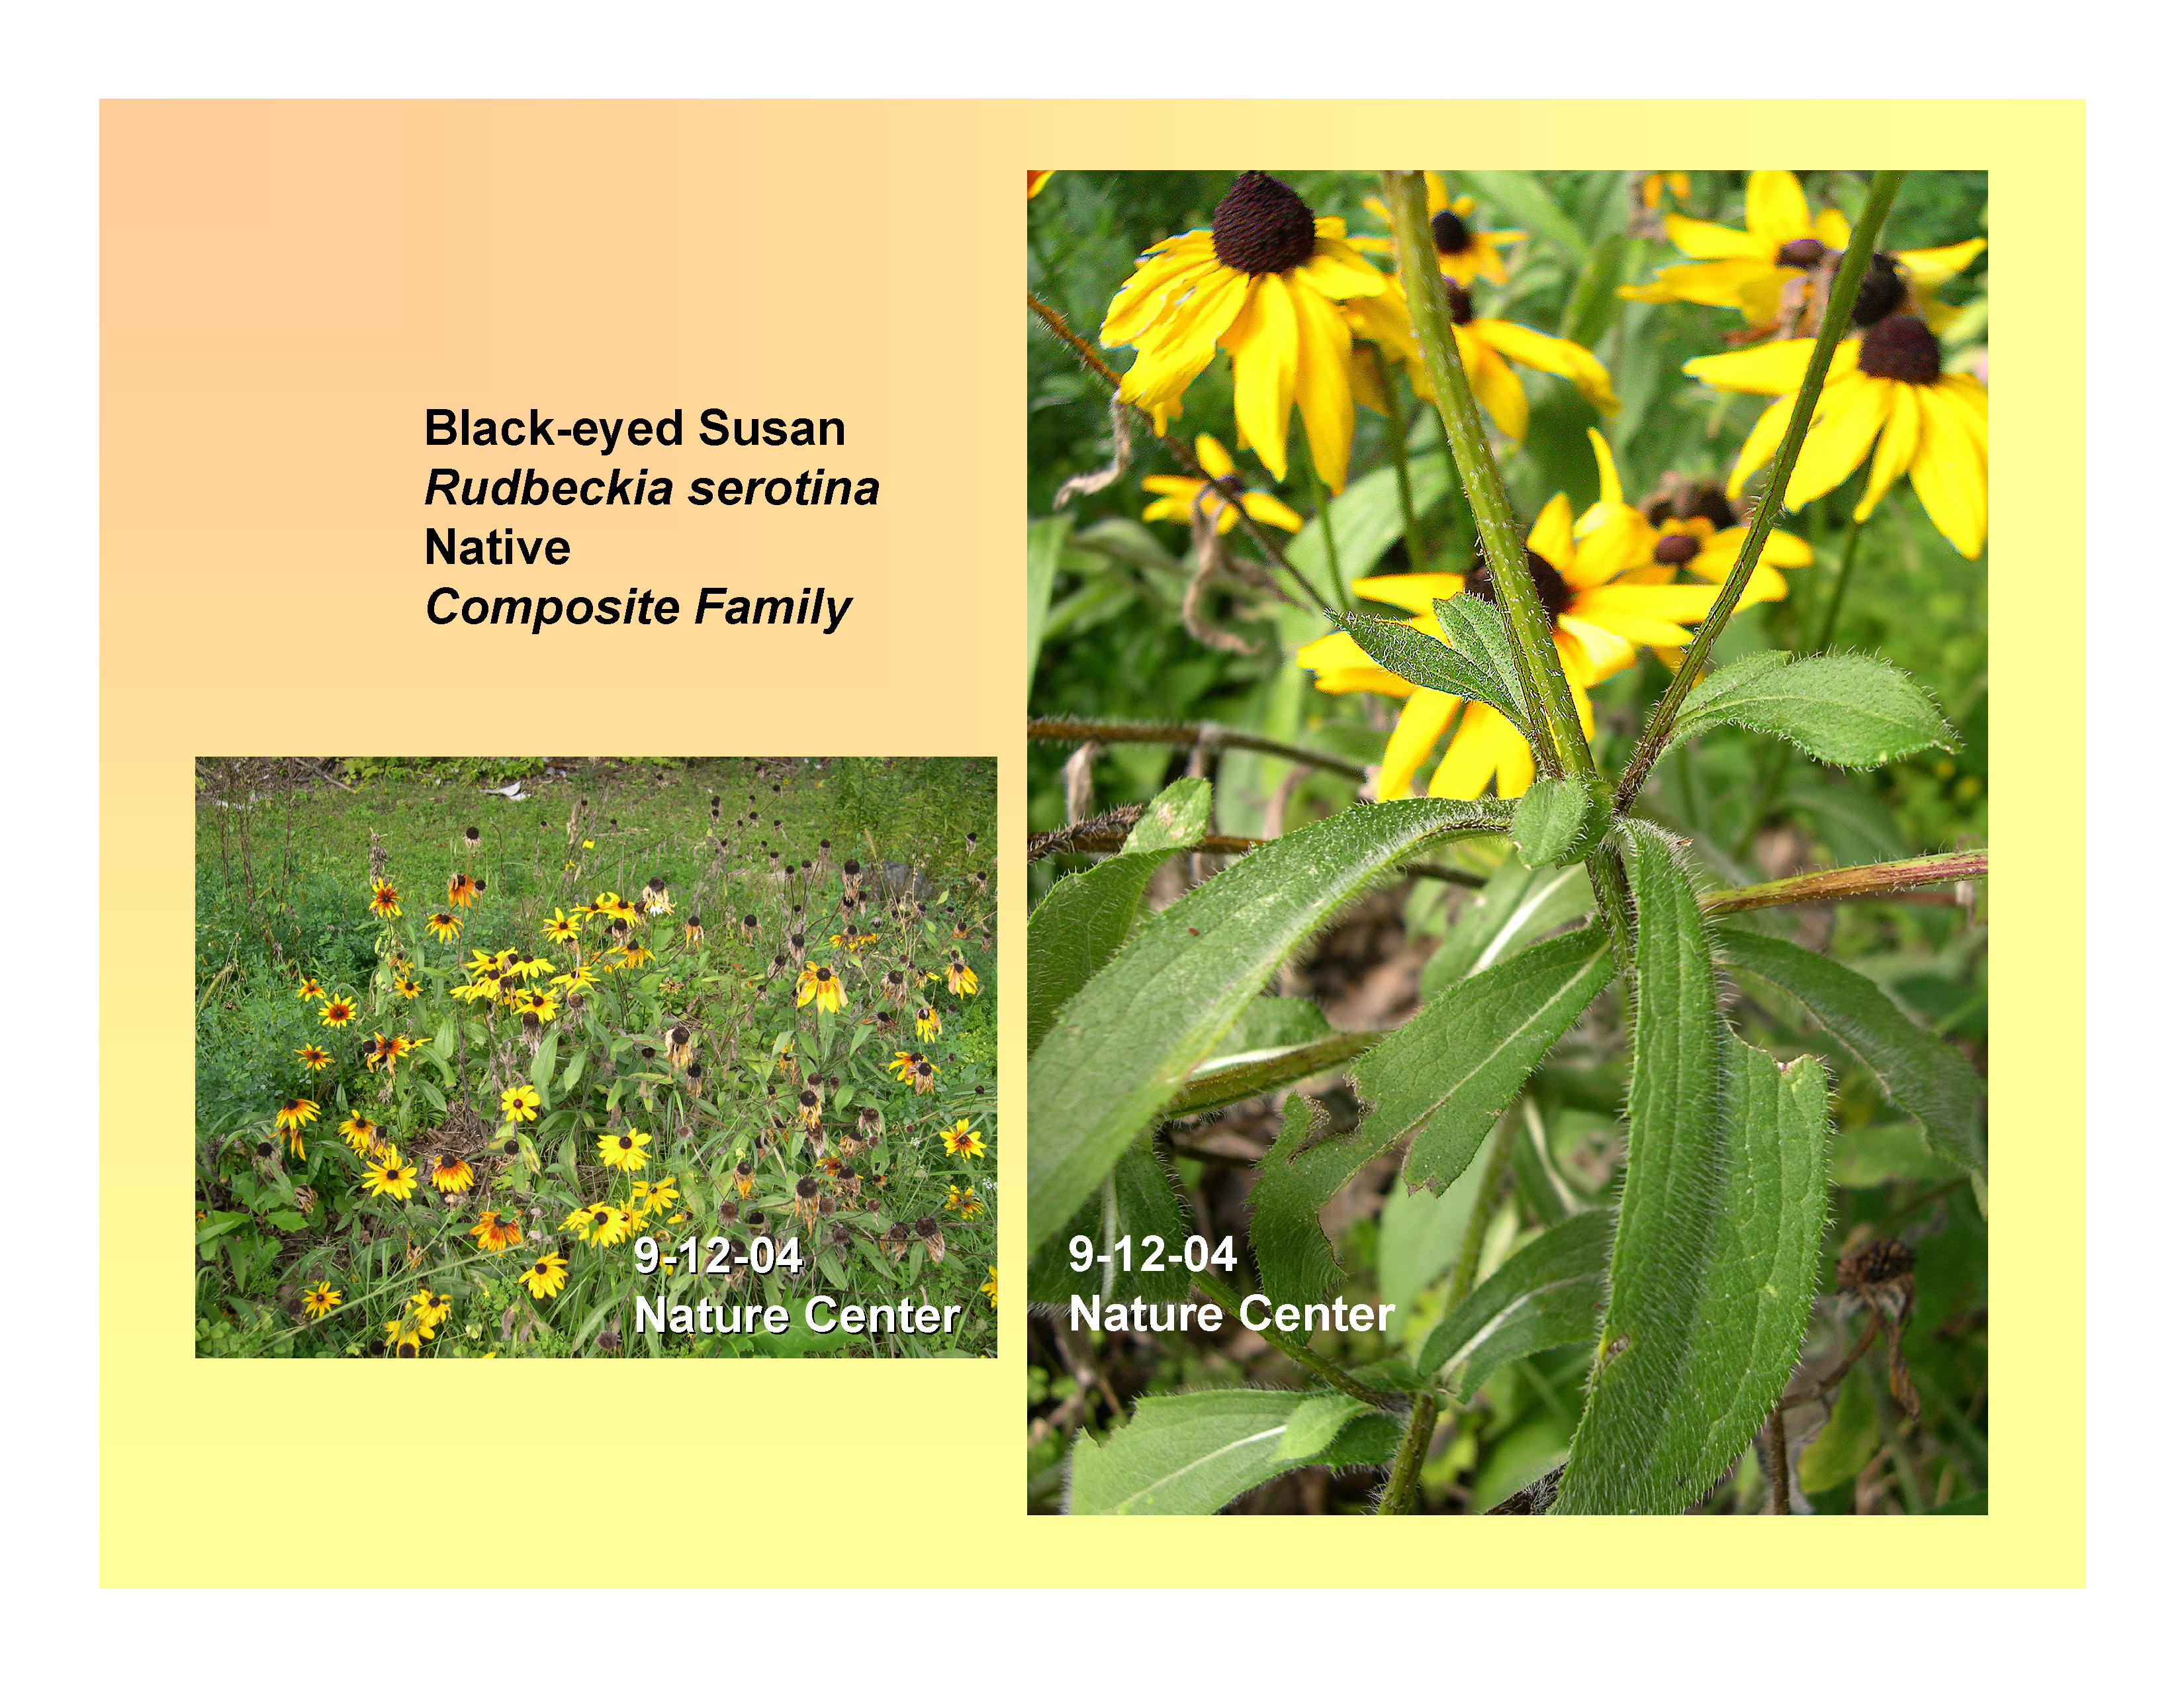 Black-eyed Susan
Rudbeckia serotina
Native
Composite Family
9-12-04
Nature Center
9-12-04
Nature Center